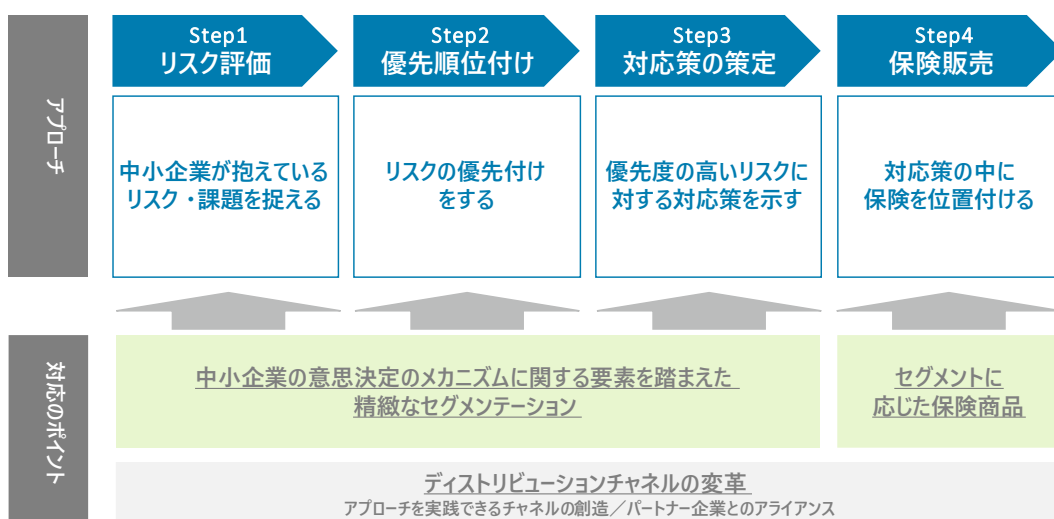 アプローチ
Step1
リスク評価
Step2
優先順位付け
Step3
対応策の策定
Step4
保険販売
中小企業が抱えている
リスク・課題を捉える
リスクの優先付け
をする
優先度の高いリスクに
対する対応策を示す
対応策の中に
保険を位置付ける
対応のポイント
中小企業の意思決定のメカニズムに関する要素を踏まえた
精緻なセグメンテーション
セグメントに
応じた保険商品
ディストリビューションチャネルの変革
アプローチを実践できるチャネルの創造／パートナー企業とのアライアンス